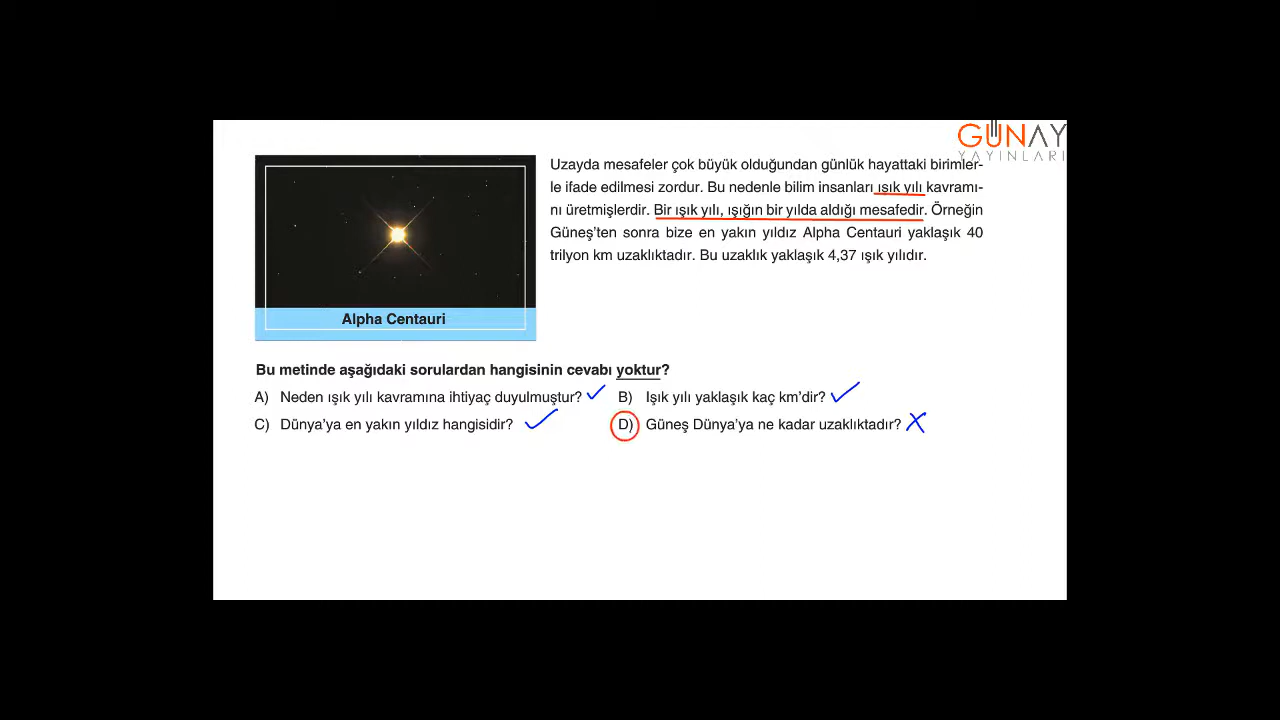 GÜNAY
YAYINLARI
Uzayda mesafeler çok büyük olduğundan günlük hayattaki birimler-
le ifade edilmesi zordur. Bu nedenle bilim insanları ışık yılı kavramı-
nı üretmişlerdir. Bir ışık yılı, ışığın bir yılda aldığı mesafedir. Örneğin
Güneş'ten sonra bize en yakın yıldız Alpha Centauri yaklaşık 40
trilyon km uzaklıktadır. Bu uzaklık yaklaşık 4,37 ışık yılıdır.
Alpha Centauri
Bu metinde aşağıdaki sorulardan hangisinin cevabı yoktur?
A) Neden ışık yılı kavramına ihtiyaç duyulmuştur? B) Işık yılı yaklaşık kaç km'dir?
C) Dünya'ya en yakın yıldız hangisidir? D) Güneş Dünya'ya ne kadar uzaklıktadır?